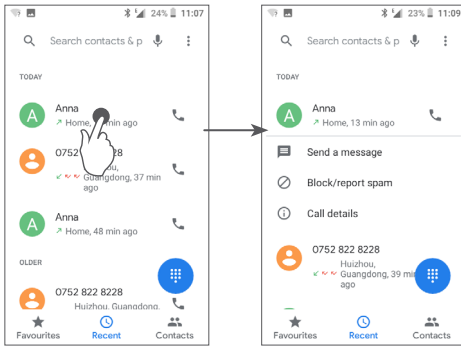 24% 11:07
Search contacts & p
TODAY
Anna
Home, min ago
0752 28
ou,
Guangdong, 37 min
ago
Anna
Home, 48 min ago
OLDER
0752 822 8228
Huizhou, Guangdong,
Favourites Recent Contacts
23% 11:09
Search contacts & p
TODAY
Anna
Home, 13 min ago
Send a message
Block/report spam
Call details
0752 822 8228
Huizhou,
Guangdong, 39 min
ago
Favourites Recent Contacts